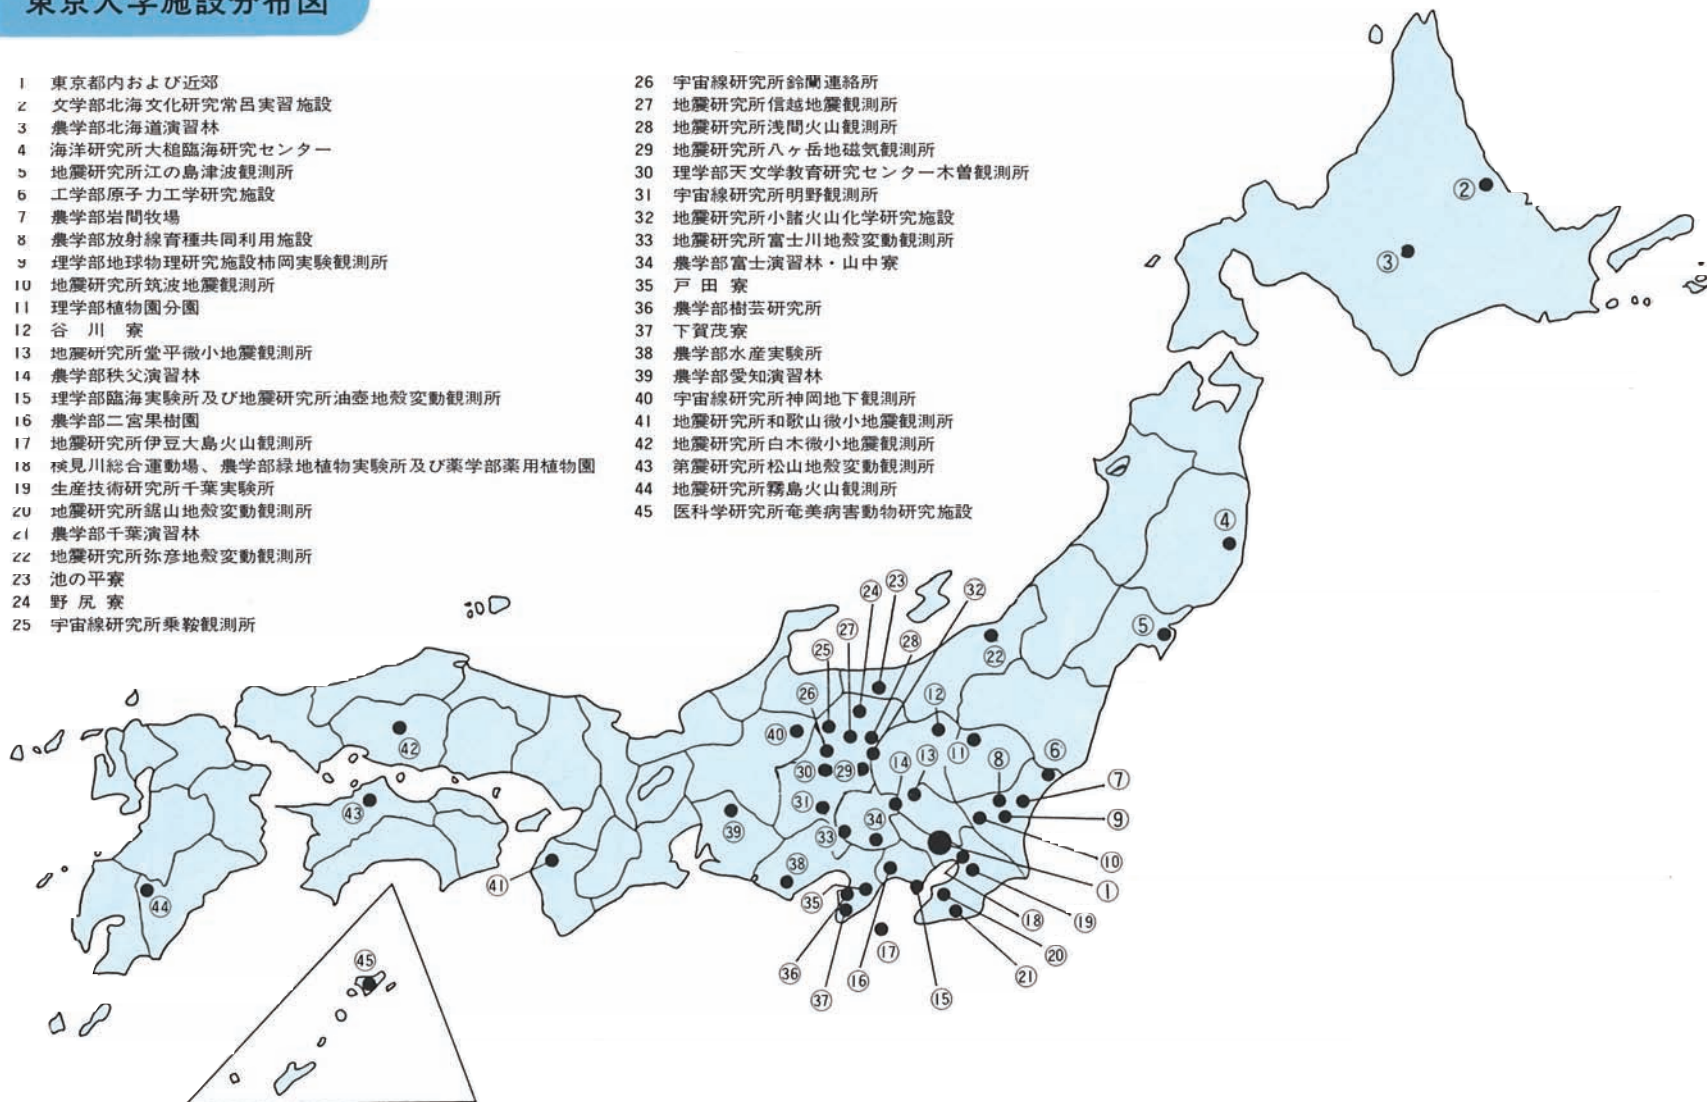 東京大学施設分布図
1 東京都内および近郊
2 文学部北海文化研究常呂実習施設
3 農学部北海道演習林
4 海洋研究所大槌臨海研究センター
5 地震研究所江の島津波観測所
6 工学部原子力工学研究施設
7 農学部岩間牧場
8 農学部放射線育種共同利用施設
9 理学部地球物理研究施設柿岡実験観測所
10 地震研究所筑波地震観測所
11 理学部植物園分園
12 谷川寮
13 地震研究所堂平微小地震観測所
14 農学部秩父演習林
15 理学部臨海実験所及び地震研究所油壺地殻変動観測所
16 農学部二宮果樹園
17 地震研究所伊豆大島火山観測所
18 検見川総合運動場、農学部緑地植物実験所及び薬学部薬用植物園
19 生産技術研究所千葉実験所
20 地震研究所鋸山地殻変動観測所
21 農学部千葉演習林
22 地震研究所弥彦地殻変動観測所
23 池の平寮
24 野尻寮
25 宇宙線研究所乗鞍観測所
26 宇宙線研究所鈴蘭連絡所
27 地震研究所信越地震観測所
28 地震研究所浅間火山観測所
29 地震研究所八ヶ岳地磁気観測所
30 理学部天文学教育研究センター木曽観測所
31 宇宙線研究所明野観測所
32 地震研究所小諸火山化学研究施設
33 地震研究所富士川地殻変動観測所
34 農学部富士演習林・山中寮
35 戸田寮
36 農学部樹芸研究所
37 下賀茂寮
38 農学部水産実験所
39 農学部愛知演習林
40 宇宙線研究所神岡地下観測所
41 地震研究所和歌山微小地震観測所
42 地震研究所白木微小地震観測所
43 第震研究所松山地殻変動観測所
44 地震研究所霧島火山観測所
45 医科学研究所奄美病害動物研究施設
②
③
④
⑤
㉓
㉔
㉜
㉗
㉘
㉕
㉒
㉖
⑫
㊵
⑪
⑥
⑧
⑦
㊷
㉚
㉙
⑭
⑬
㉛
㊸
㊴
㉝
㉞
⑨
⑩
①
㊳
㊶
㉟
㊹
⑱
⑲
⑳
⑰
㊱
⑯
㉑
㊲
⑮
㊺